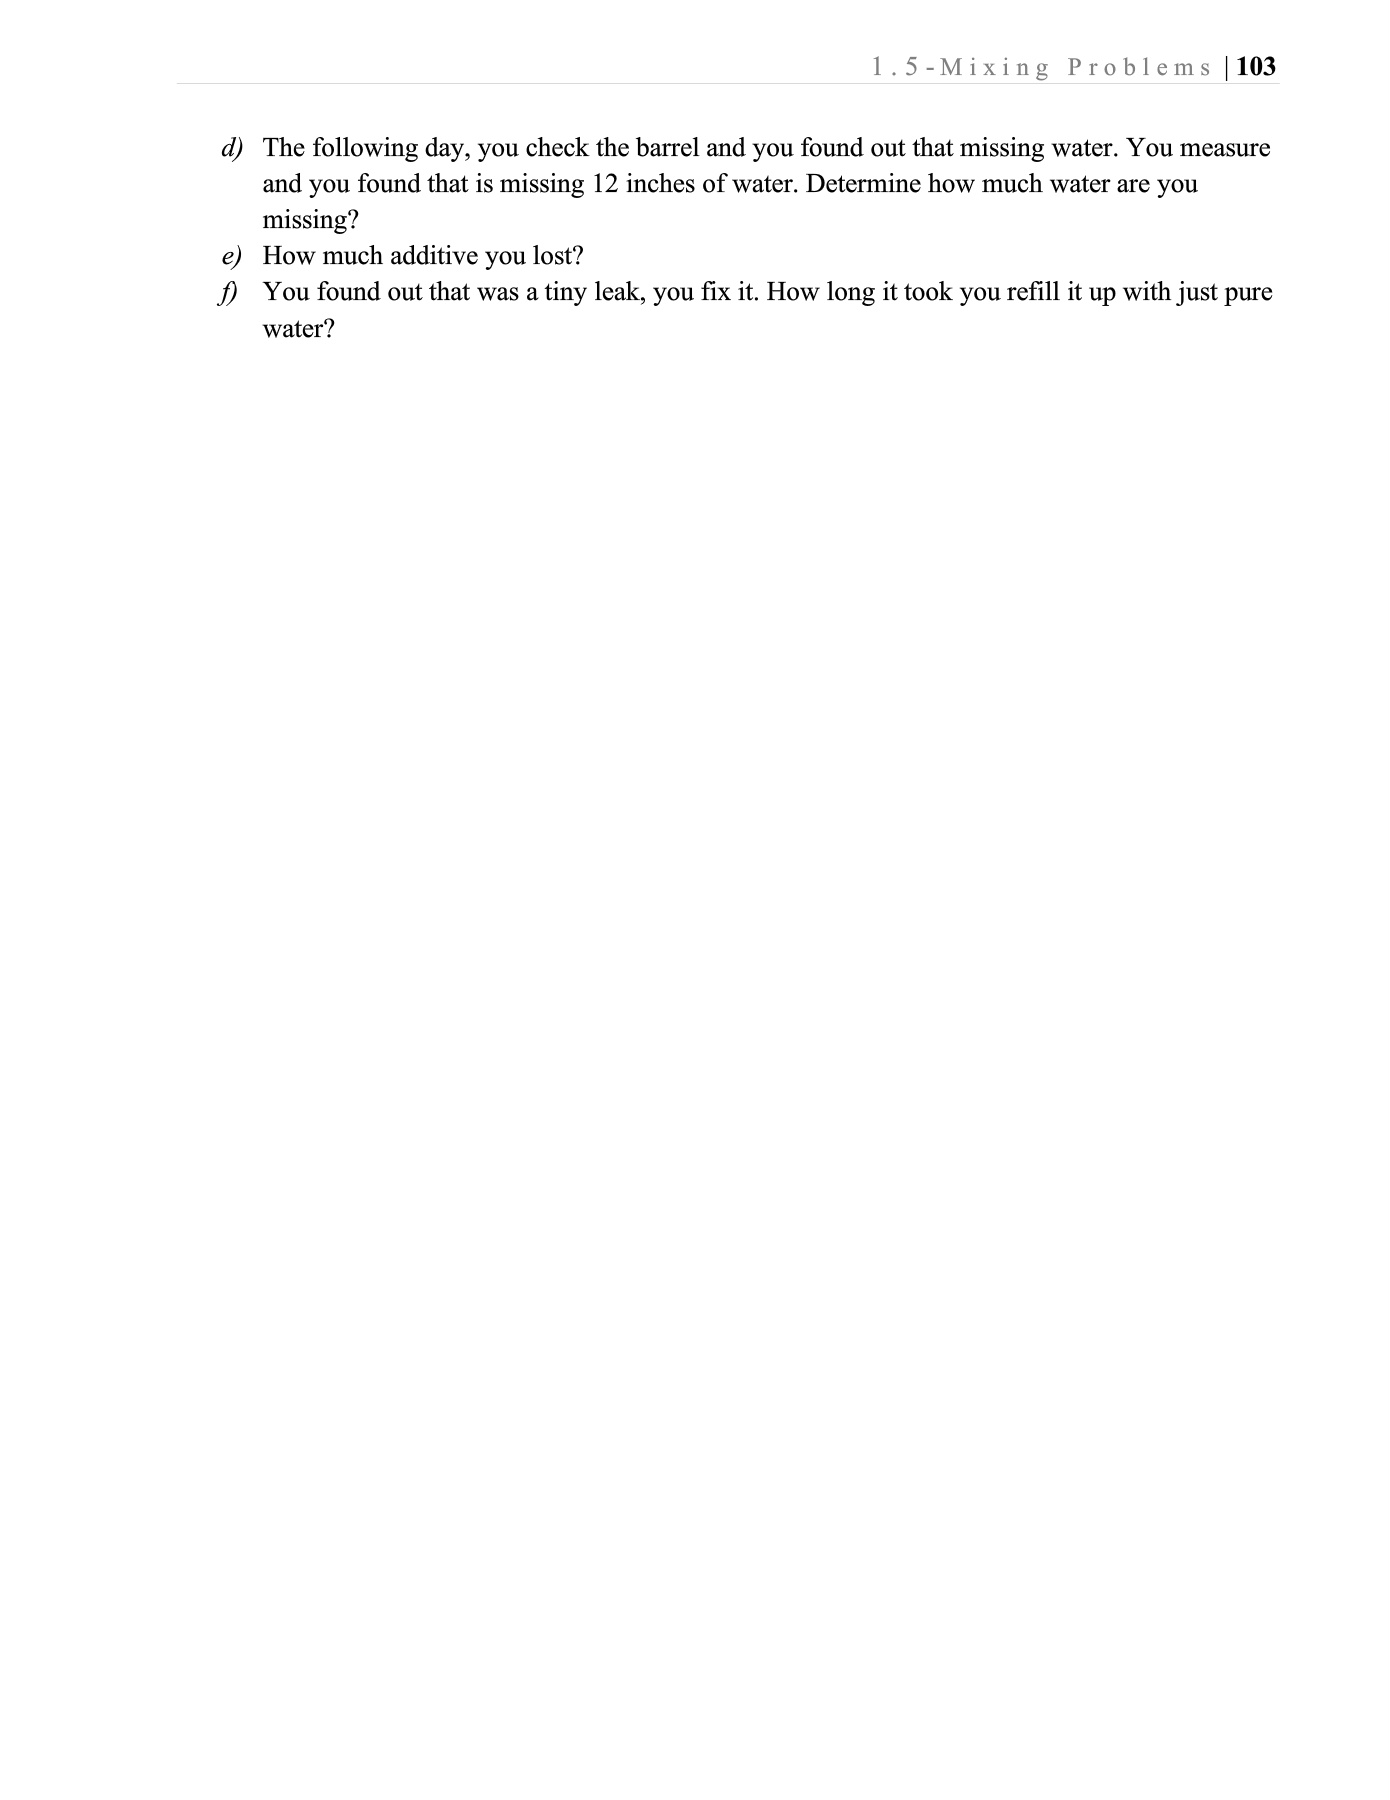 1.5-Mixing Problems | 103
d) The following day, you check the barrel and you found out that missing water. You measure
and you found that is missing 12 inches of water. Determine how much water are you
missing?
e) How much additive you lost?
f) You found out that was a tiny leak, you fix it. How long it took you refill it up with just pure
water?